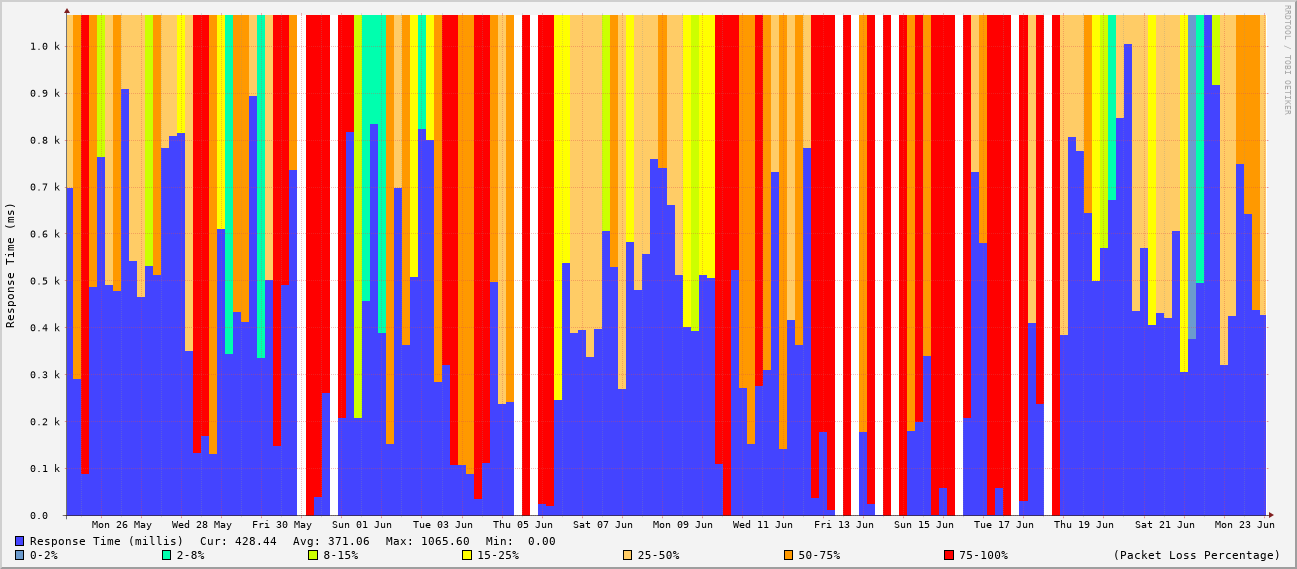 RRDTOOL / TOBI OETIKER
Response Time (ms)
1.0 k
0.9 k
0.8 k
0.7 k
0.6 k
0.5 k
0.4 k
0.3 k
0.2 k
0.1 k
0.0
Mon 26 May Wed 28 May Fri 30 May Sun 01 Jun Tue 03 Jun Thu 05 Jun Sat 07 Jun Mon 09 Jun Wed 11 Jun Fri 13 Jun Sun 15 Jun Tue 17 Jun Thu 19 Jun Sat 21 Jun Mon 23 Jun
Response Time (millis) Cur: 428.44 Avg: 371.06 Max: 1065.60 Min: 0.00
0-2% 2-8% 8-15% 15-25% 25-50% 50-75% 75-100% (Packet Loss Percentage)